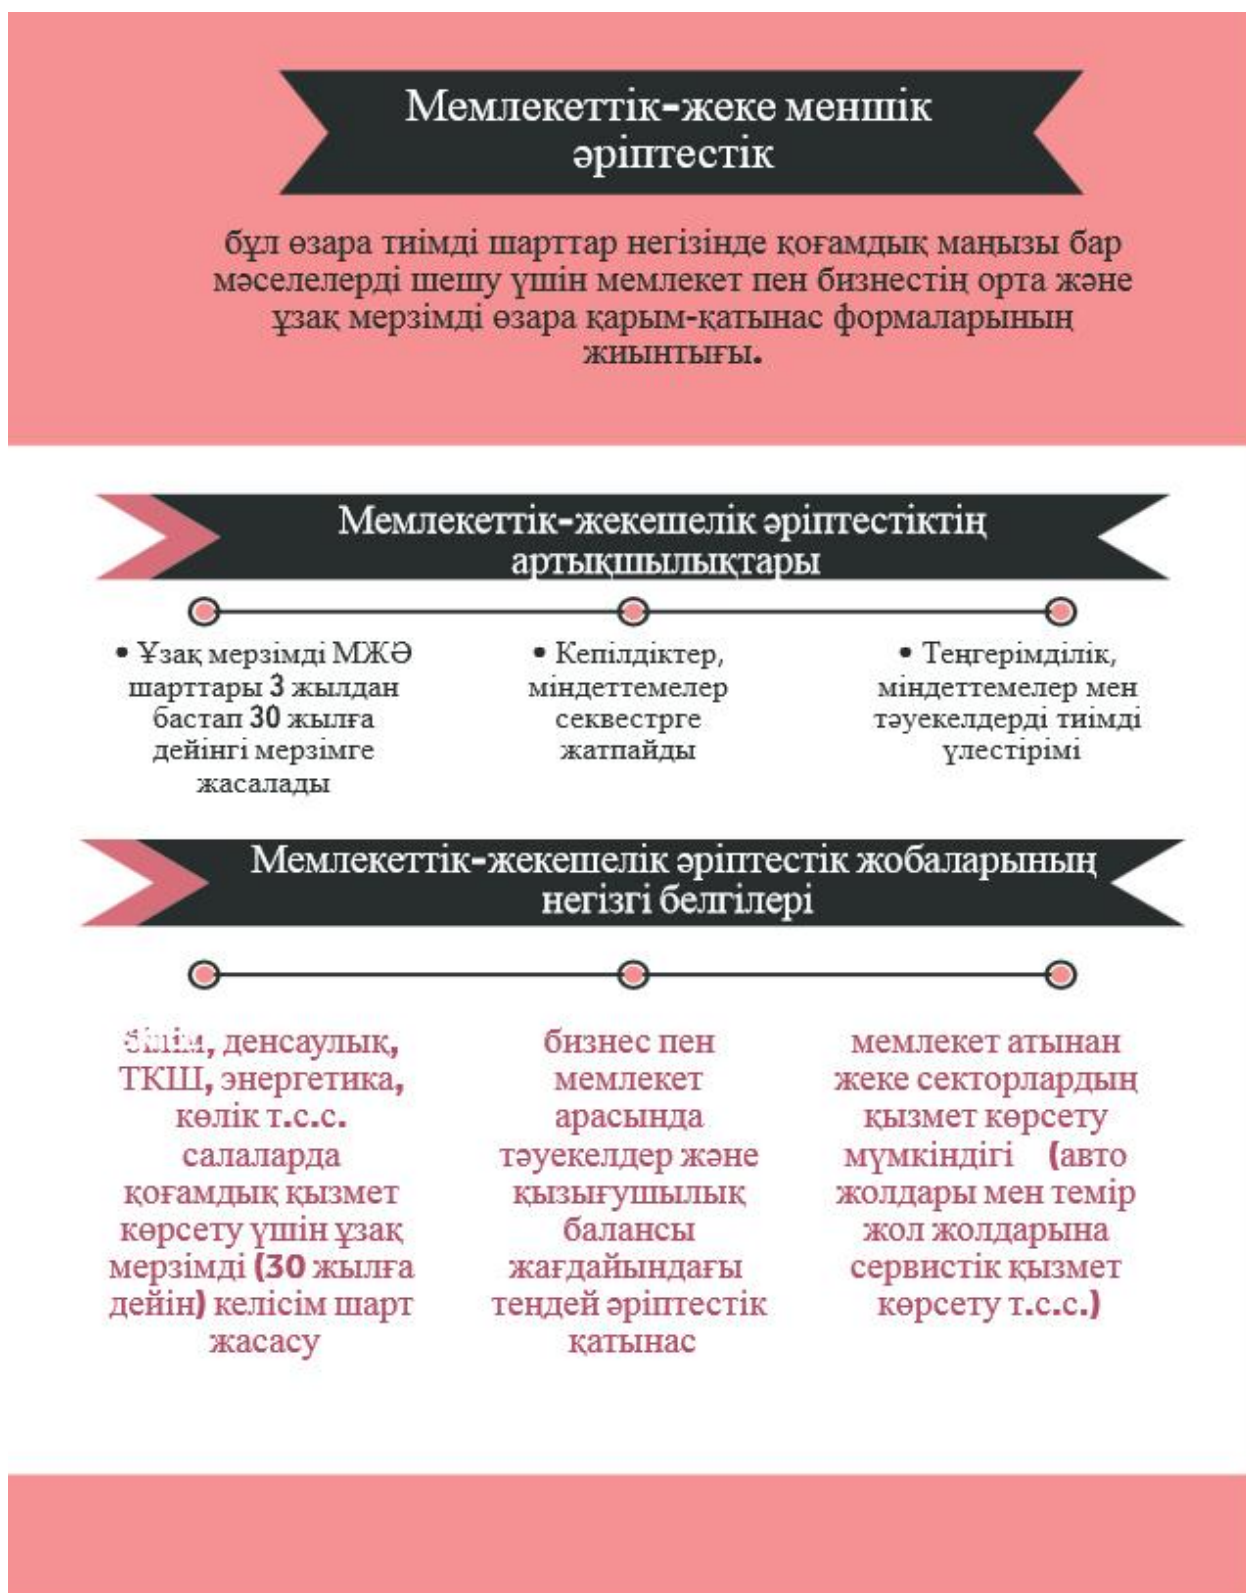 Мемлекеттік-жеке меншік
әріптестік
бұл өзара тиімді шарттар негізінде қоғамдық маңызы бар
мәселелерді шешу үшін мемлекет пен бизнестің орта және
ұзақ мерзімді өзара қарым-қатынас формаларының
жиынтығы.
Мемлекеттік-жекешелік әріптестіктің
артықшылықтары
• Ұзақ мерзімді МЖӘ
шарттары 3 жылдан
бастап 30 жылға
дейінгі мерзімге
жасалады
• Кепілдіктер,
міндеттемелер
секвестрге
жатпайды
• Теңгерімділік,
міндеттемелер мен
тәуекелдерді тиімді
үлестірімі
Мемлекеттік-жекешелік әріптестік жобаларының
негізгі белгілері
денсаулық,
ТКШ, энергетика,
көлік т.с.с.
салаларда
қоғамдық қызмет
көрсету үшін ұзақ
мерзімді (30 жылға
дейін) келісім шарт
жасасу
бизнес пен
мемлекет
арасында
тәуекелдер және
қызығушылық
балансы
жағдайындағы
теңдей әріптестік
қатынас
мемлекет атынан
жеке секторлардың
қызмет көрсету
мүмкіндігі (авто
жолдары мен темір
жол жолдарына
сервистік қызмет
көрсету т.с.с.)